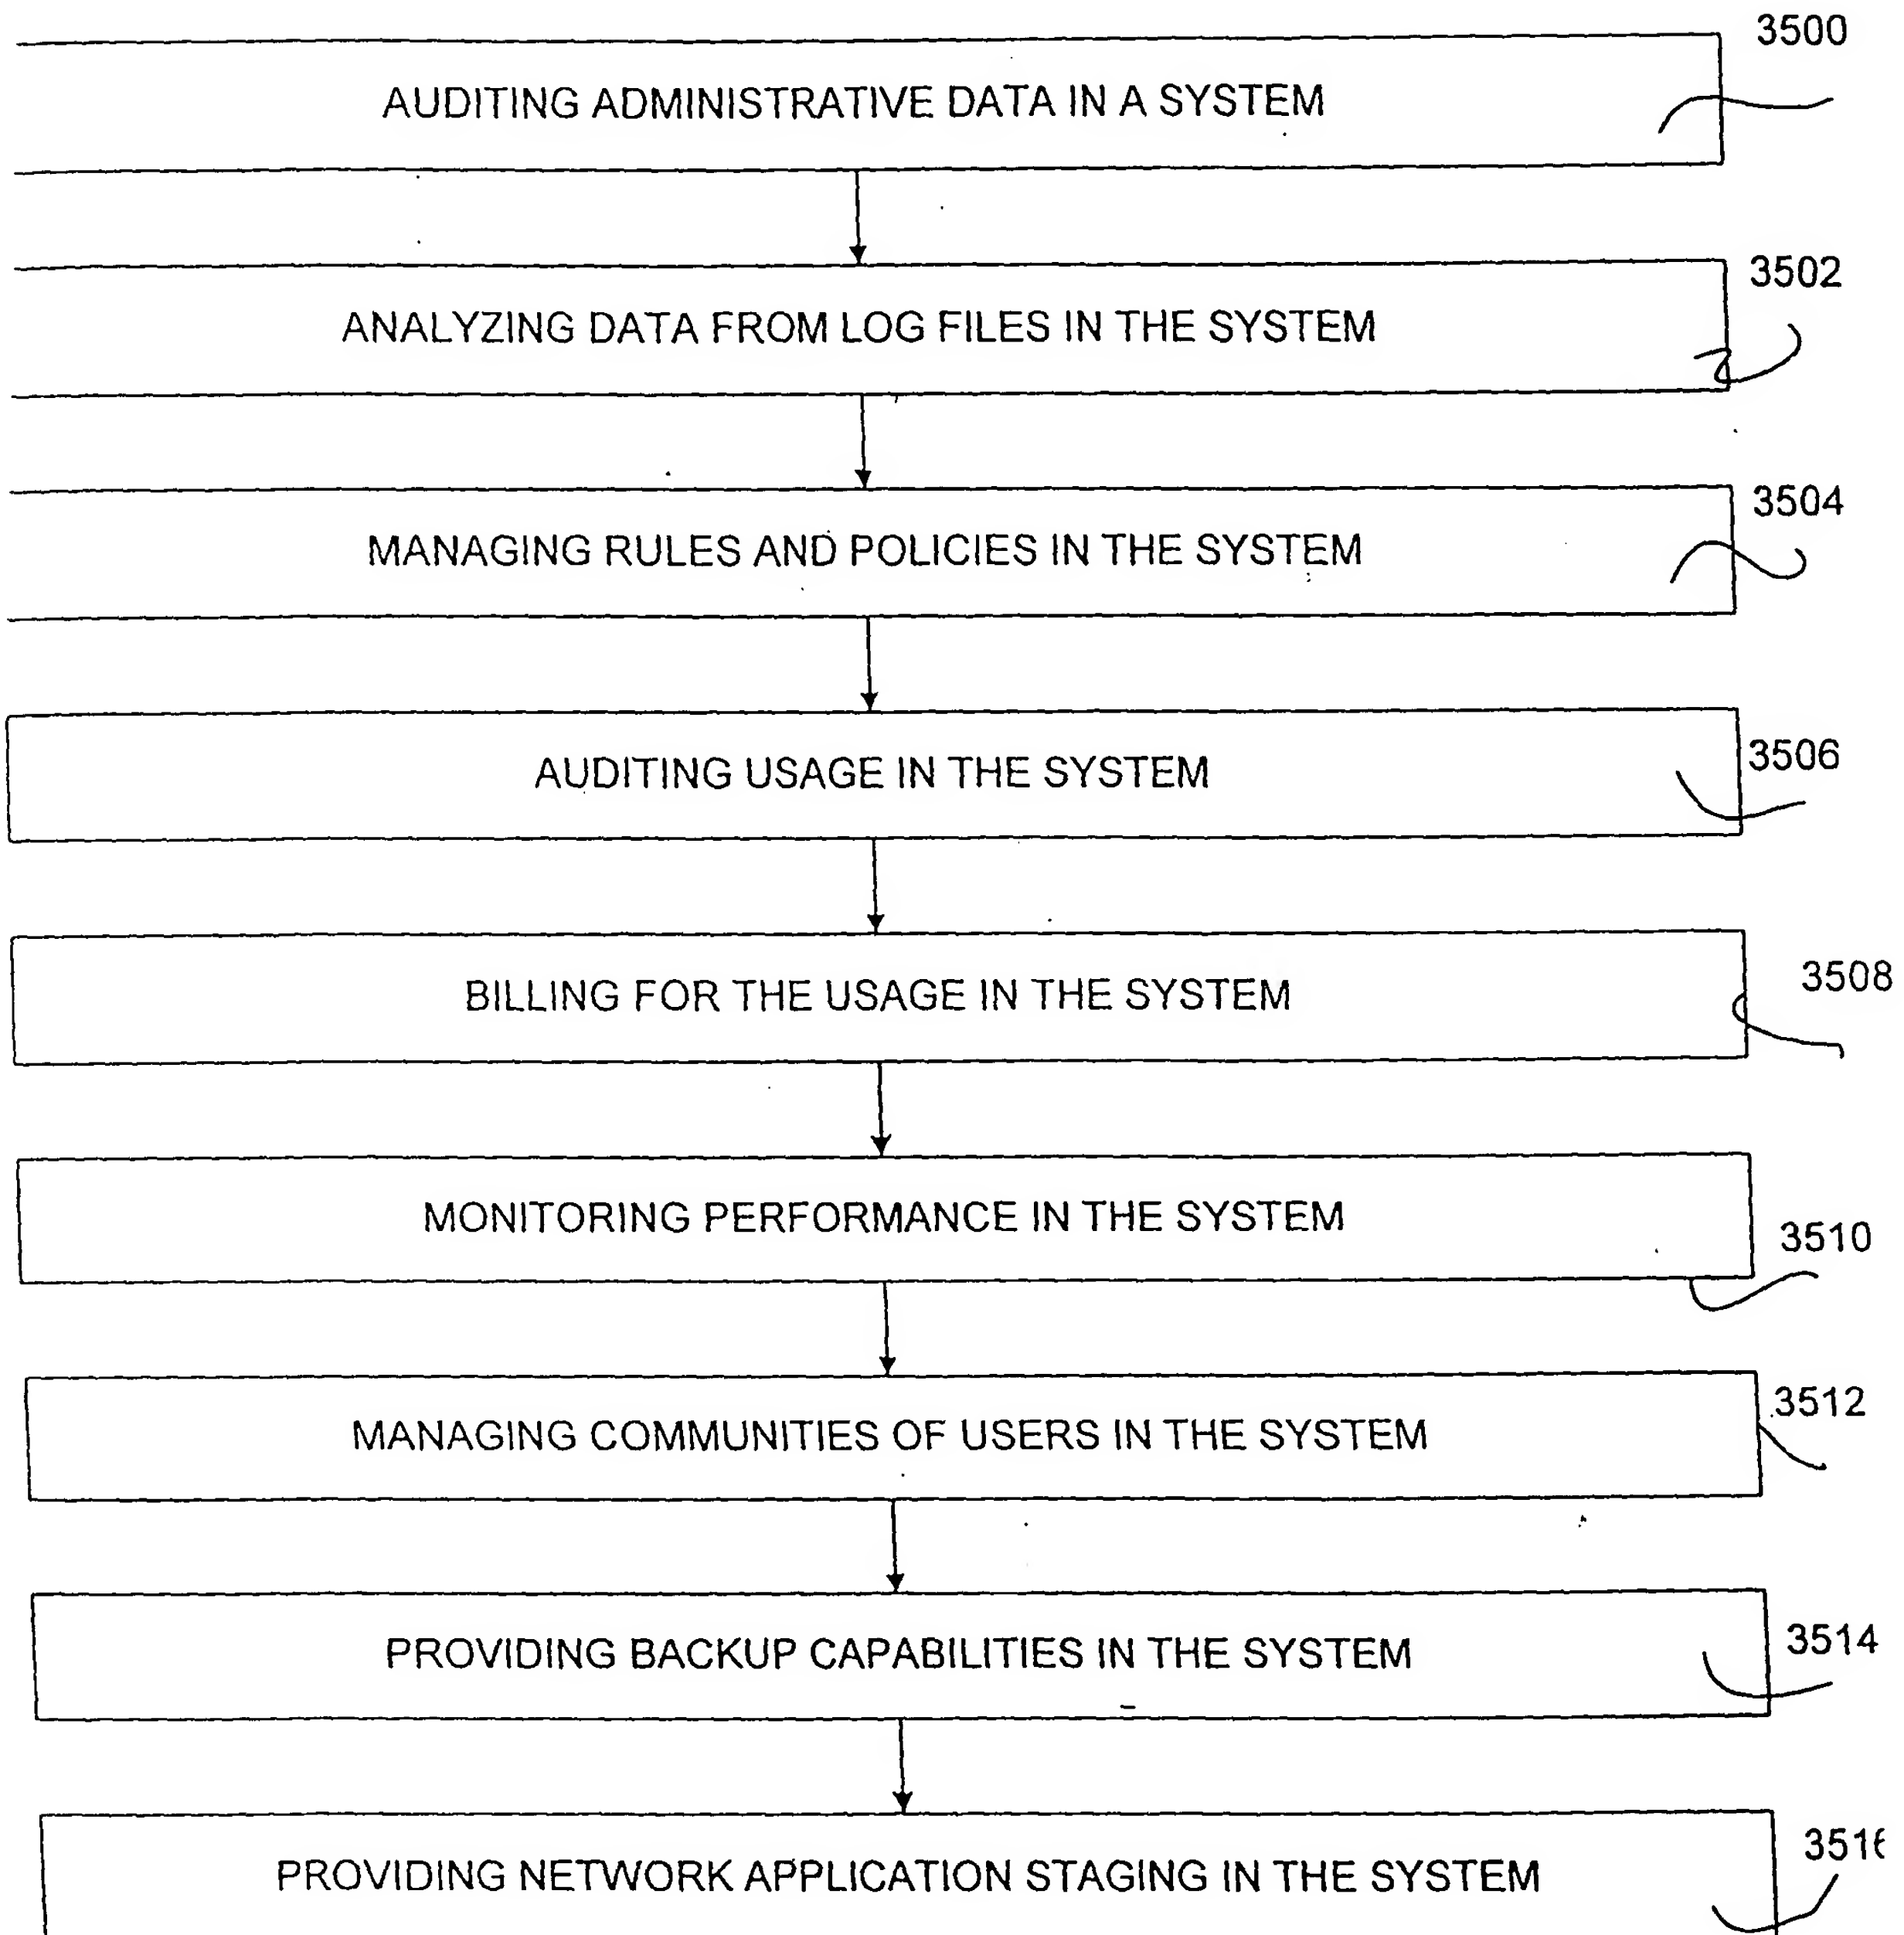 3500
AUDITING ADMINISTRATIVE DATA IN A SYSTEM
3502
ANALYZING DATA FROM LOG FILES IN THE SYSTEM
3504
MANAGING RULES AND POLICIES IN THE SYSTEM
3506
AUDITING USAGE IN THE SYSTEM
3508
BILLING FOR THE USAGE IN THE SYSTEM
MONITORING PERFORMANCE IN THE SYSTEM
3510
3512
MANAGING COMMUNITIES OF USERS IN THE SYSTEM
3514
PROVIDING BACKUP CAPABILITIES IN THE SYSTEM
3516
PROVIDING NETWORK APPLICATION STAGING IN THE SYSTEM